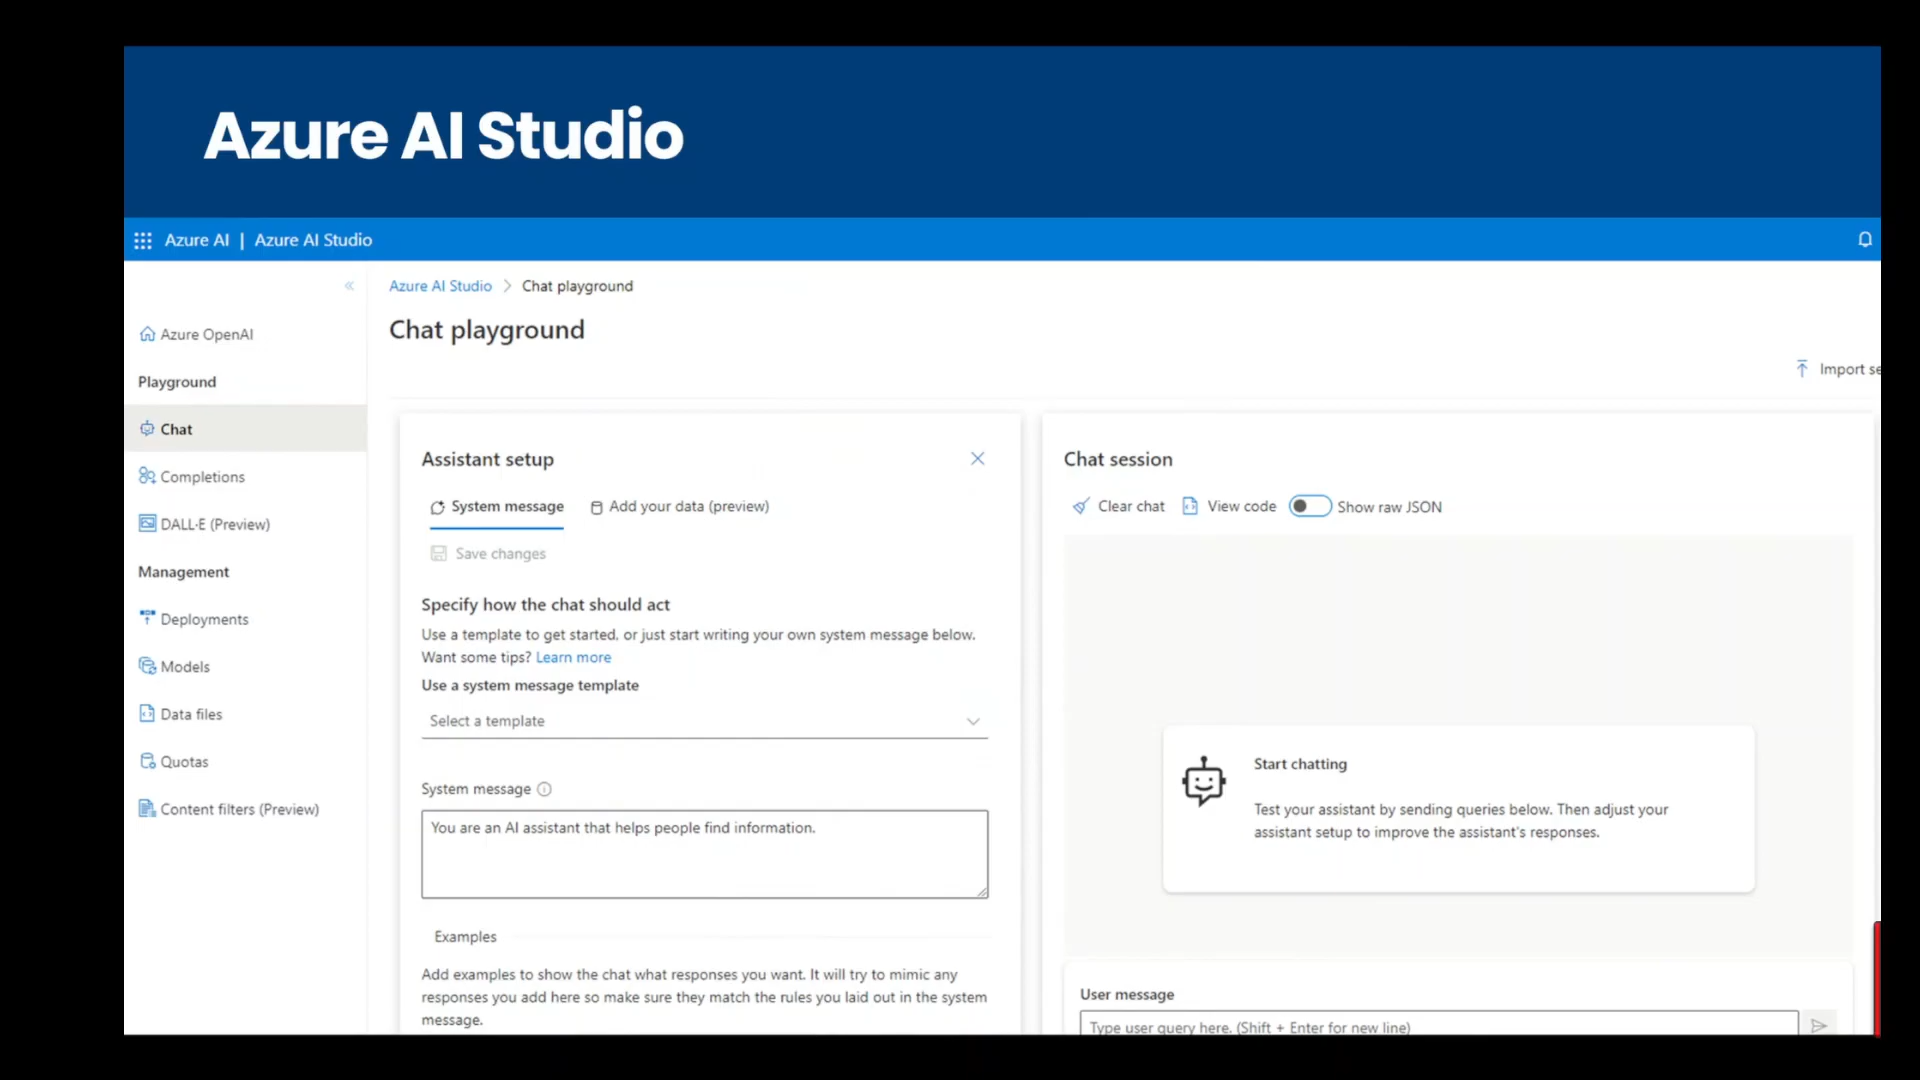 Azure AI Studio
Azure AI | Azure AI Studio
Azure AI Studio > Chat playground
Chat playground
Azure OpenAI
Playground
Chat
Completions
DALL·E (Preview)
Management
Deployments
Models
Data files
Quotas
Content filters (Preview)
Import se
Assistant setup
System message
Add your data (preview)
Save changes
Specify how the chat should act
Use a template to get started, or just start writing your own system message below.
Want some tips? Learn more
Use a system message template
Select a template
System message
You are an AI assistant that helps people find information.
Examples
Add examples to show the chat what responses you want. It will try to mimic any
responses you add here so make sure they match the rules you laid out in the system
message.
Chat session
Clear chat
View code
Show raw JSON
Start chatting
Test your assistant by sending queries below. Then adjust your
assistant setup to improve the assistant's responses.
User message
Type user query here. (Shift + Enter for new line)